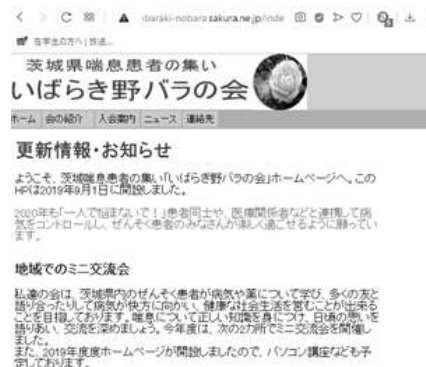 ibaraki-nobara.sakura.ne.jp/inde
在学生の方へ | 放送...
茨城県喘息患者の集い
いばらき野バラの会
ホーム 会の紹介 入会案内 ニュース 連絡先
更新情報・お知らせ
ようこそ、茨城喘息患者の集い「いばらき野バラの会」ホームページへ。この
HPは2019年9月1日に開設しました。
2020年も「一人で悩まないで！」患者同士や、医療関係者などと連携して病
気をコントロールし、ぜんそく患者のみなさんが楽しく過ごせるように願ってい
ます。
地域でのミニ交流会
私達の会は、茨城県内のぜんそく患者が病気や薬について学び、多くの友と
語り合ったりして病気が快方に向かい、健康な社会生活を営むことが出来る
ことを目指しております。喘息について正しい知識を身につけ、日頃の思いを
語りあい、交流を深めましょう。今年度は、次の2カ所でミニ交流会を開催し
ました。
また、2019年度度ホームページが開設しましたので、パソコン講座なども予
定しております。